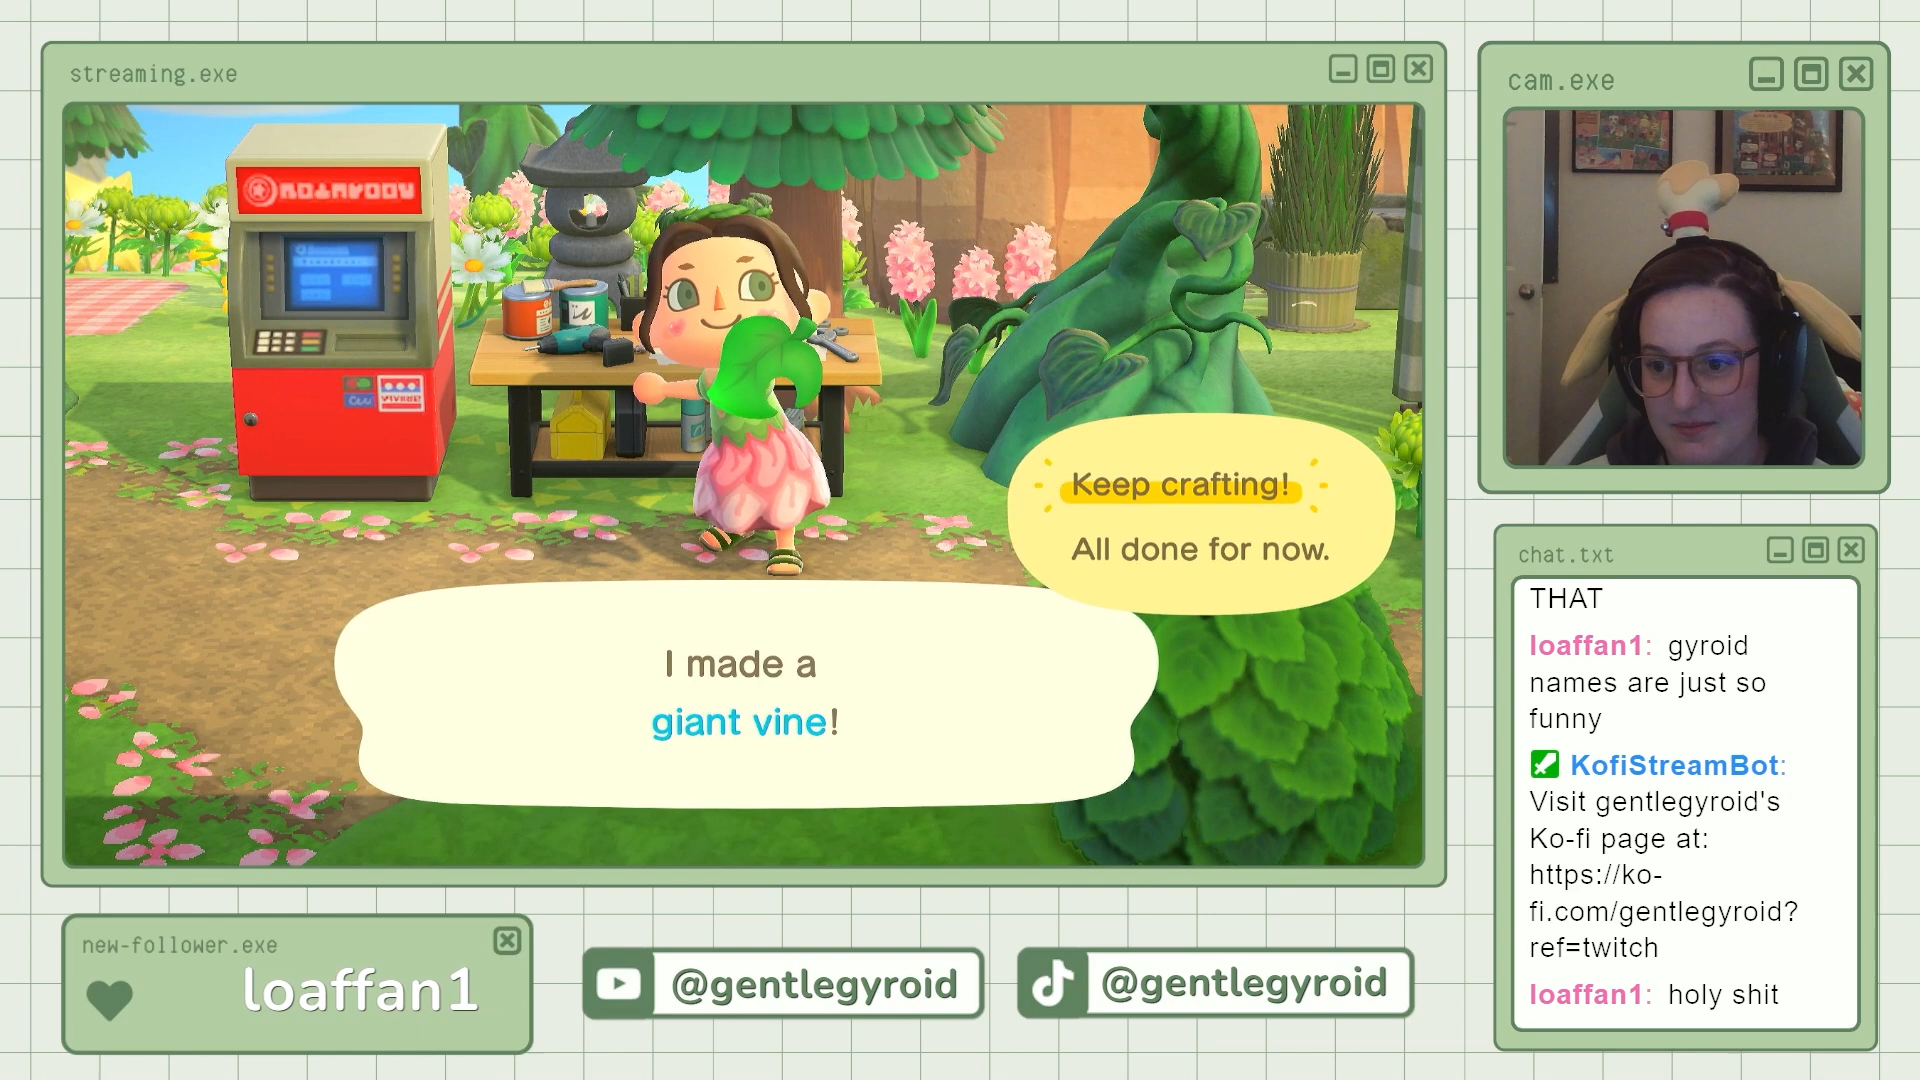 streaming.exe
cam.exe
Keep crafting!
All done for now.
I made a
giant vine!
chat.txt
THAT
loaffan1: gyroid
names are just so
funny
KofiStreamBot:
Visit gentlegyroid's
Ko-fi page at:
https://ko-
fi.com/gentlegyroid?
ref=twitch
loaffan1: holy shit
new-follower.exe
loaffan1
@gentlegyroid
@gentlegyroid